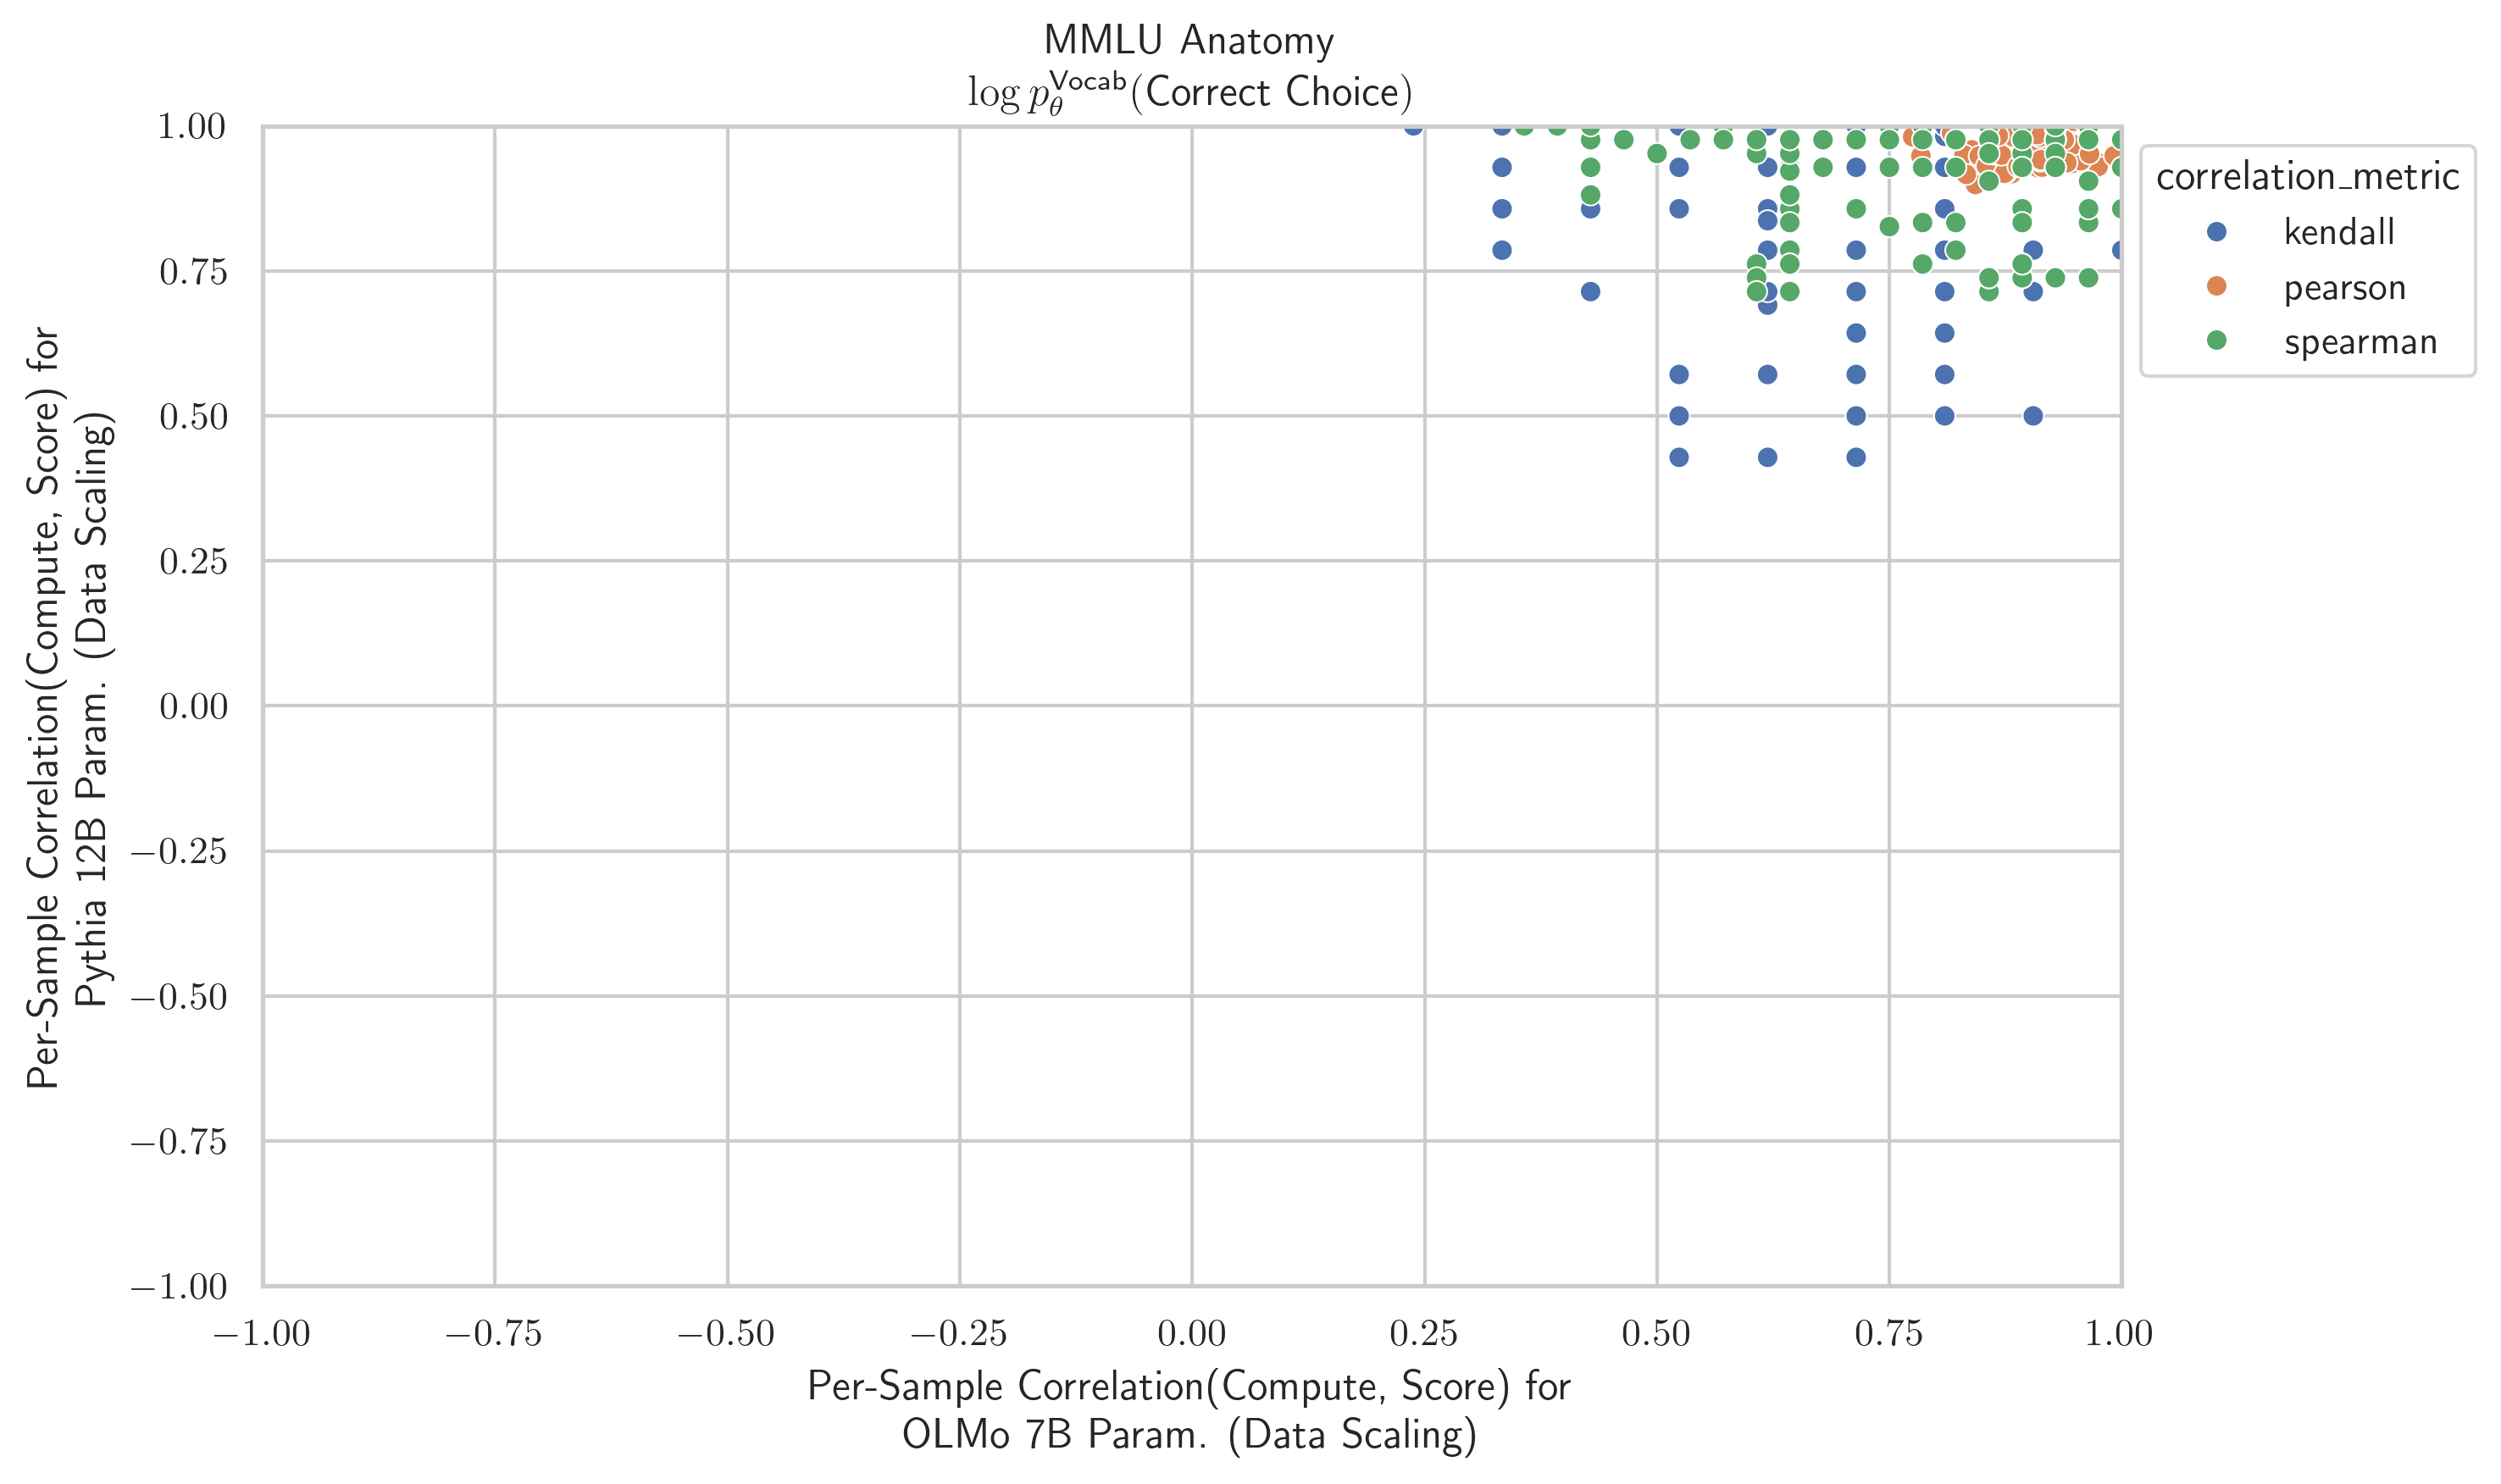 MMLU Anatomy
log p_θ^Vocab(Correct Choice)
1.00
0.75
0.50
0.25
0.00
−0.25
−0.50
−0.75
−1.00
Per-Sample Correlation(Compute, Score) for
Pythia 12B Param. (Data Scaling)
−1.00 −0.75 −0.50 −0.25 0.00 0.25 0.50 0.75 1.00
Per-Sample Correlation(Compute, Score) for
OLMo 7B Param. (Data Scaling)
correlation_metric
kendall
pearson
spearman